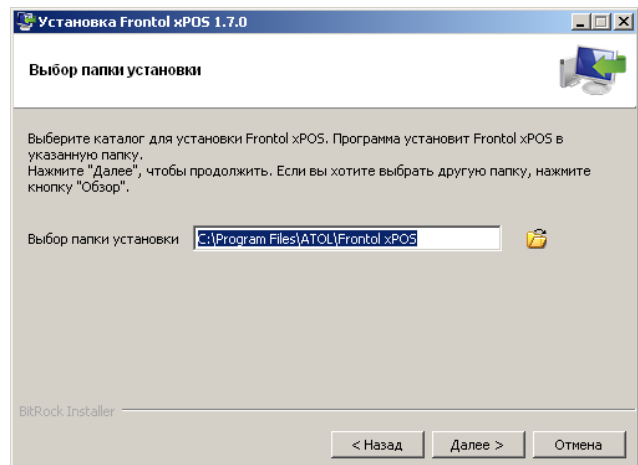 Установка Frontol xPOS 1.7.0
Выбор папки установки
Выберите каталог для установки Frontol xPOS. Программа установит Frontol xPOS в
указанную папку.
Нажмите "Далее", чтобы продолжить. Если вы хотите выбрать другую папку, нажмите
кнопку "Обзор".
Выбор папки установки C:\Program Files\ATOL\Frontol xPOS
BitRock Installer
< Назад Далее > Отмена